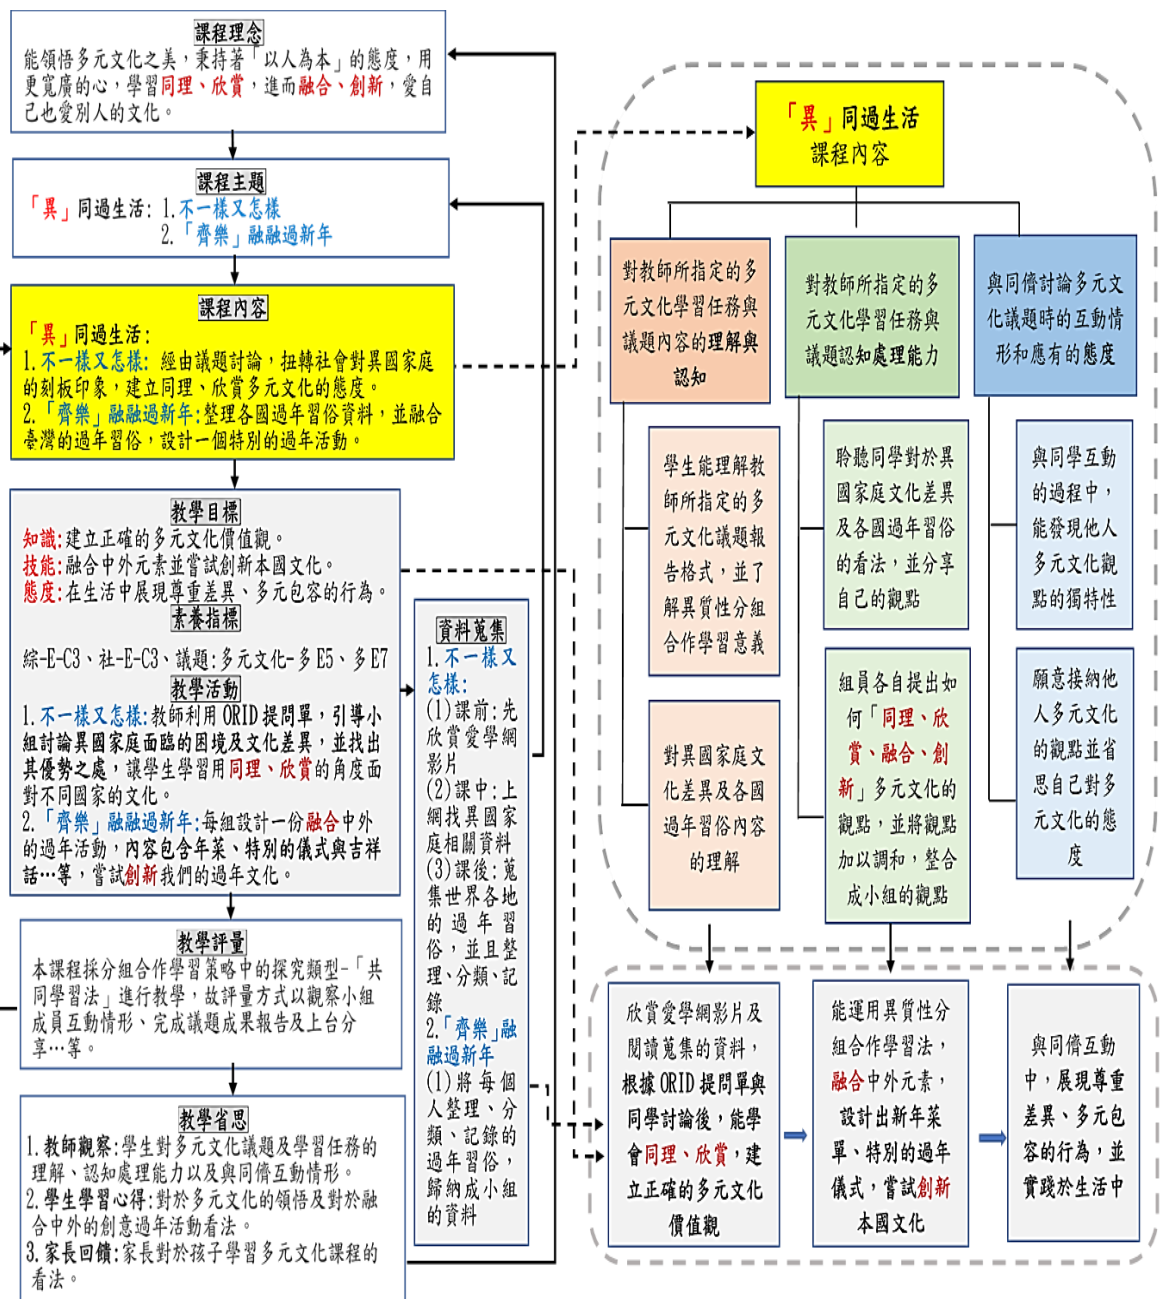 課程理念
能領悟多元文化之美，秉持著「以人為本」的態度，用
更寬廣的心，學習同理、欣賞，進而融合、創新，愛自
己也愛別人的文化。
課程主題
「異」同過生活: 1.不一樣又怎樣
2.「齊樂」融融過新年
課程內容
「異」同過生活:
1.不一樣又怎樣: 經由議題討論，扭轉社會對異國家庭
的刻板印象，建立同理、欣賞多元文化的態度。
2.「齊樂」融融過新年:整理各國過年習俗資料，並融合
臺灣的過年習俗，設計一個特別的過年活動。
教學目標
知識:建立正確的多元文化價值觀。
技能:融合中外元素並嘗試創新本國文化。
態度:在生活中展現尊重差異、多元包容的行為。
素養指標
綜-E-C3、社-E-C3、議題:多元文化-多E5、多E7
教學活動
1.不一樣又怎樣:教師利用ORID提問單，引導小
組討論異國家庭面臨的困境及文化差異，並找出
其優勢之處，讓學生學習用同理、欣賞的角度面
對不同國家的文化。
2.「齊樂」融融過新年:每組設計一份融合中外
的過年活動，內容包含年菜、特別的儀式與吉祥
話…等，嘗試創新我們的過年文化。
教學評量
本課程採分組合作學習策略中的探究類型-「共
同學習法」進行教學，故評量方式以觀察小組
成員互動情形、完成議題成果報告及上台分
享…等。
教學省思
1.教師觀察:學生對多元文化議題及學習任務的
理解、認知處理能力以及與同儕互動情形。
2.學生學習心得:對於多元文化的領悟及對於融
合中外的創意過年活動看法。
3.家長回饋:家長對於孩子學習多元文化課程的
看法。
資料蒐集
1.不一樣又
怎樣:
(1)課前:先
欣賞愛學網
影片
(2)課中:上
網找異國家
庭相關資料
(3)課後:蒐
集世界各地
的過年習
俗，並且整
理、分類、記
錄
2.「齊樂」融
融過新年
(1)將每個
人整理、分
類、記錄的
過年習俗，
歸納成小組
的資料
「異」同過生活
課程內容
對教師所指定的多
元文化學習任務與
議題內容的理解與
認知
學生能理解教
師所指定的多
元文化議題報
告格式，並了
解異質性分組
合作學習意義
對異國家庭文
化差異及各國
過年習俗內容
的理解
對教師所指定的多
元文化學習任務與
議題認知處理能力
聆聽同學對於異
國家庭文化差異
及各國過年習俗
的看法，並分享
自己的觀點
組員各自提出如
何「同理、欣
賞、融合、創
新」多元文化的
觀點，並將觀點
加以調和，整合
成小組的觀點
與同儕討論多元文
化議題時的互動情
形和應有的態度
與同學互動
的過程中，
能發現他人
多元文化觀
點的獨特性
願意接納他
人多元文化
的觀點並省
思自己對多
元文化的態
度
欣賞愛學網影片及
閱讀蒐集的資料，
根據ORID提問單與
同學討論後，能學
會同理、欣賞，建
立正確的多元文化
價值觀
能運用異質性分
組合作學習法，
融合中外元素，
設計出新年菜
單、特別的過年
儀式，嘗試創新
本國文化
與同儕互動
中，展現尊重
差異、多元包
容的行為，並
實踐於生活中